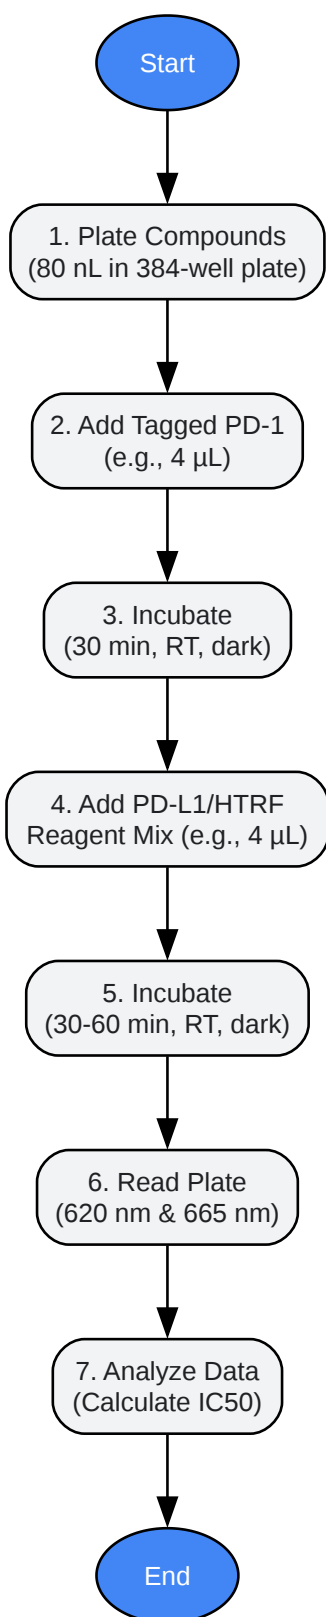 Start
1. Plate Compounds
(80 nL in 384-well plate)
2. Add Tagged PD-1
(e.g., 4 µL)
3. Incubate
(30 min, RT, dark)
4. Add PD-L1/HTRF
Reagent Mix (e.g., 4 µL)
5. Incubate
(30-60 min, RT, dark)
6. Read Plate
(620 nm & 665 nm)
7. Analyze Data
(Calculate IC50)
End